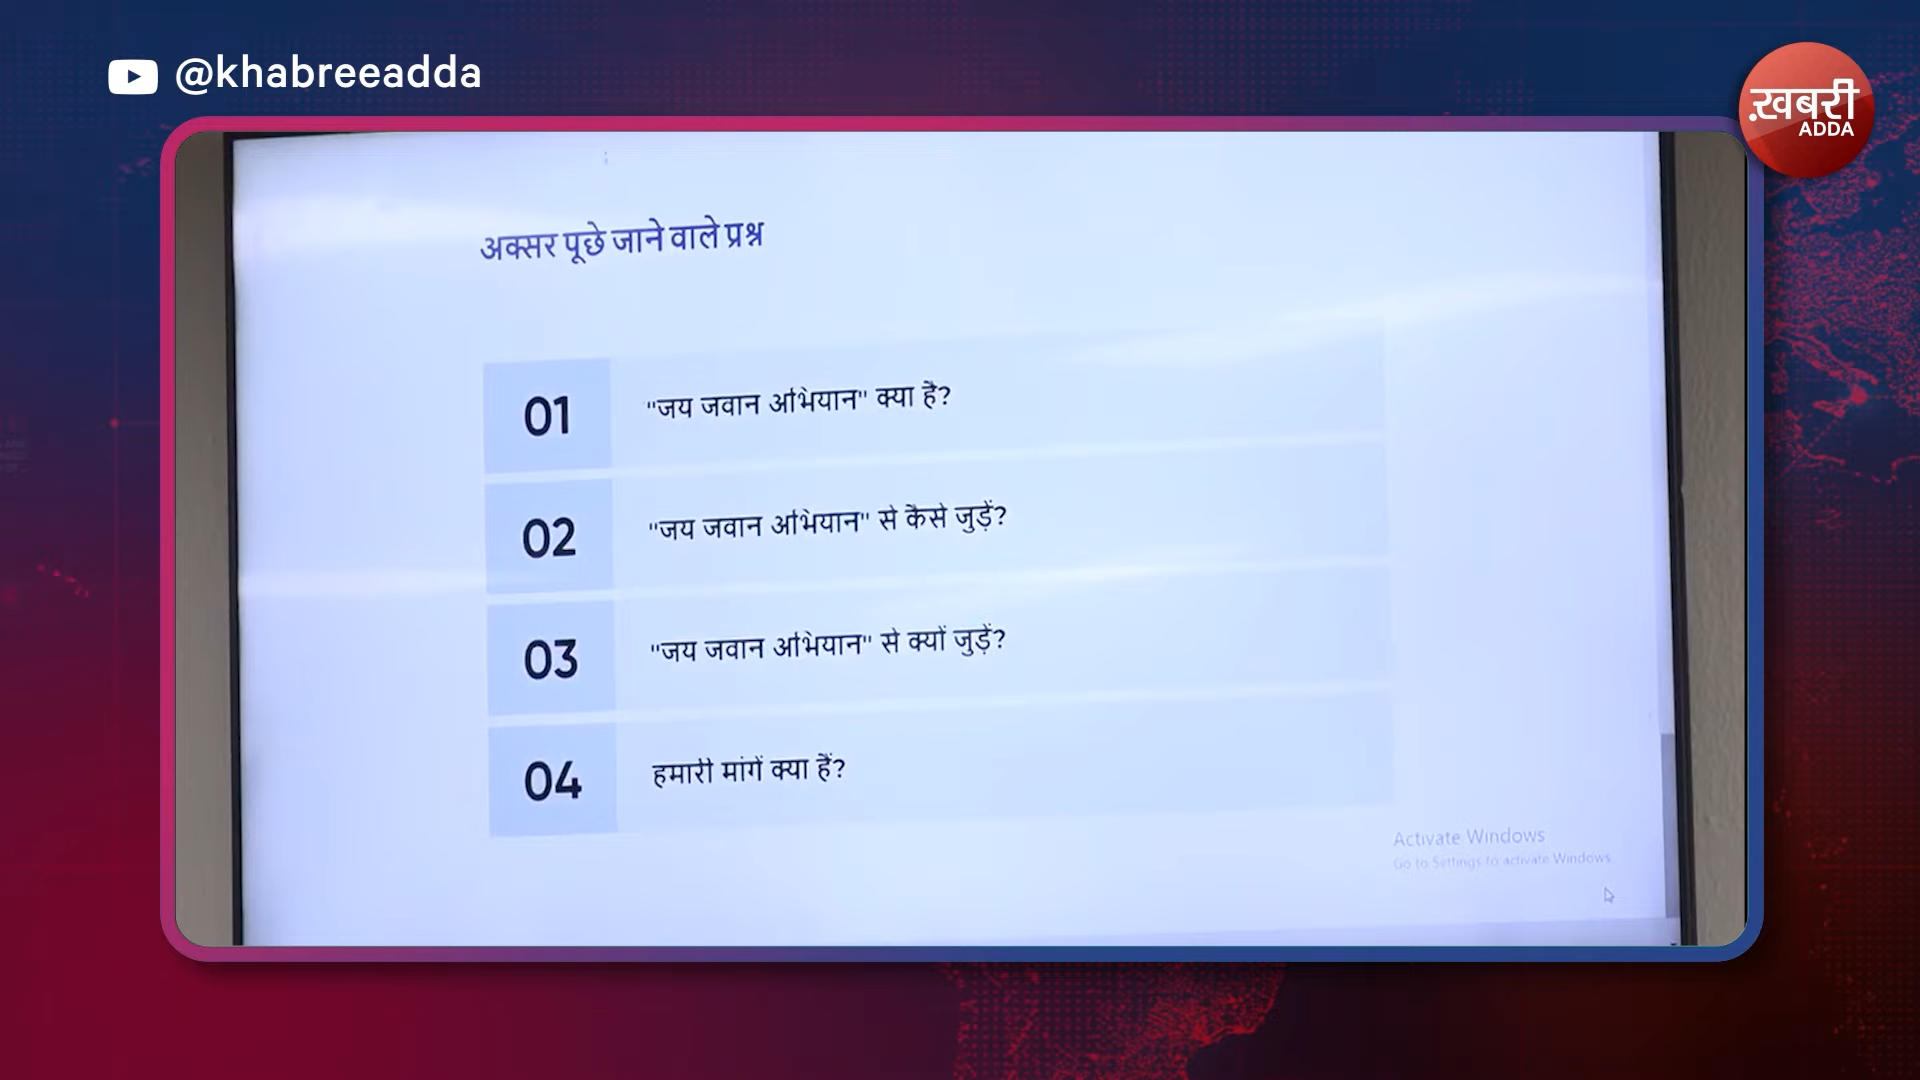 @khabreeadda
ख़बरी
ADDA
अक्सर पूछे जाने वाले प्रश्न
01
"जय जवान अभियान" क्या है?
02
"जय जवान अभियान" से कैसे जुड़ें?
03
"जय जवान अभियान" से क्यों जुड़ें?
04
हमारी मांगें क्या हैं?
Activate Windows
Go to Settings to activate Windows.